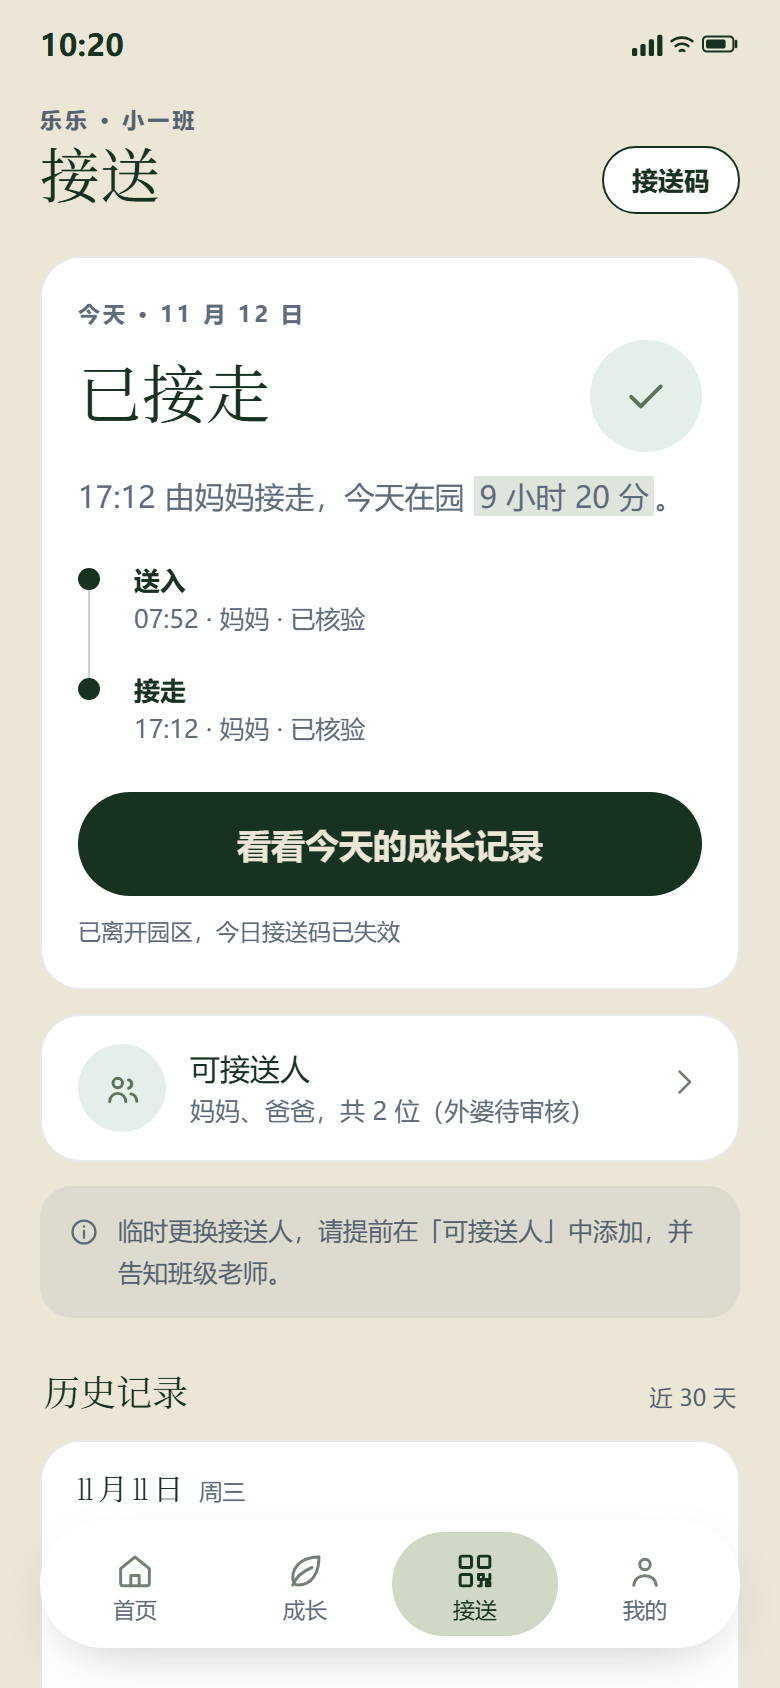 10:20
乐乐 • 小一班
接送
接送码
今天 • 11 月 12 日
已接走
17:12 由妈妈接走，今天在园 9 小时 20 分。
送入
07:52 · 妈妈 · 已核验
接走
17:12 · 妈妈 · 已核验
看看今天的成长记录
已离开园区，今日接送码已失效
可接送人
妈妈、爸爸，共 2 位（外婆待审核）
临时更换接送人，请提前在「可接送人」中添加，并
告知班级老师。
历史记录
近 30 天
11月11日 周三
首页
成长
接送
我的